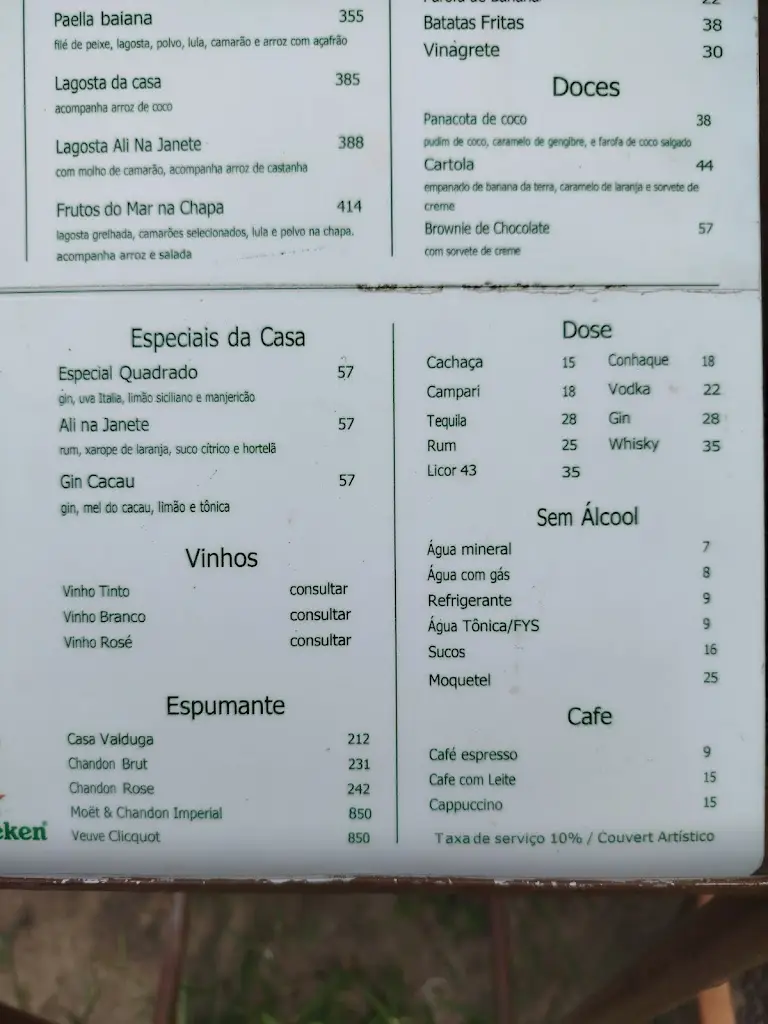 Paella baiana 355
filé de peixe, lagosta, polvo, lula, camarão e arroz com açafrão
Lagosta da casa 385
acompanha arroz de coco
Lagosta Ali Na Janete 388
com molho de camarão, acompanha arroz de castanha
Frutos do Mar na Chapa 414
lagosta grelhada, camarões selecionados, lula e polvo na chapa.
acompanha arroz e salada
Batatas Fritas 38
Vinagrete 30
Doces
Panacota de coco 38
pudim de coco, caramelo de gengibre, e farofa de coco salgado
Cartola 44
empanado de banana da terra, caramelo de laranja e sorvete de
creme
Brownie de Chocolate 57
com sorvete de creme
Especiais da Casa
Especial Quadrado 57
gin, uva Italia, limão siciliano e manjericão
Ali na Janete 57
rum, xarope de laranja, suco cítrico e hortelã
Gin Cacau 57
gin, mel do cacau, limão e tônica
Vinhos
Vinho Tinto consultar
Vinho Branco consultar
Vinho Rosé consultar
Espumante
Casa Valduga 212
Chandon Brut 231
Chandon Rose 242
Moët & Chandon Imperial 850
Veuve Clicquot 850
Dose
Cachaça 15 Conhaque 18
Campari 18 Vodka 22
Tequila 28 Gin 28
Rum 25 Whisky 35
Licor 43 35
Sem Álcool
Água mineral 7
Água com gás 8
Refrigerante 9
Água Tônica/FYS 9
Sucos 16
Moquetel 25
Cafe
Café espresso 9
Cafe com Leite 15
Cappuccino 15
Taxa de serviço 10% / Couvert Artístico